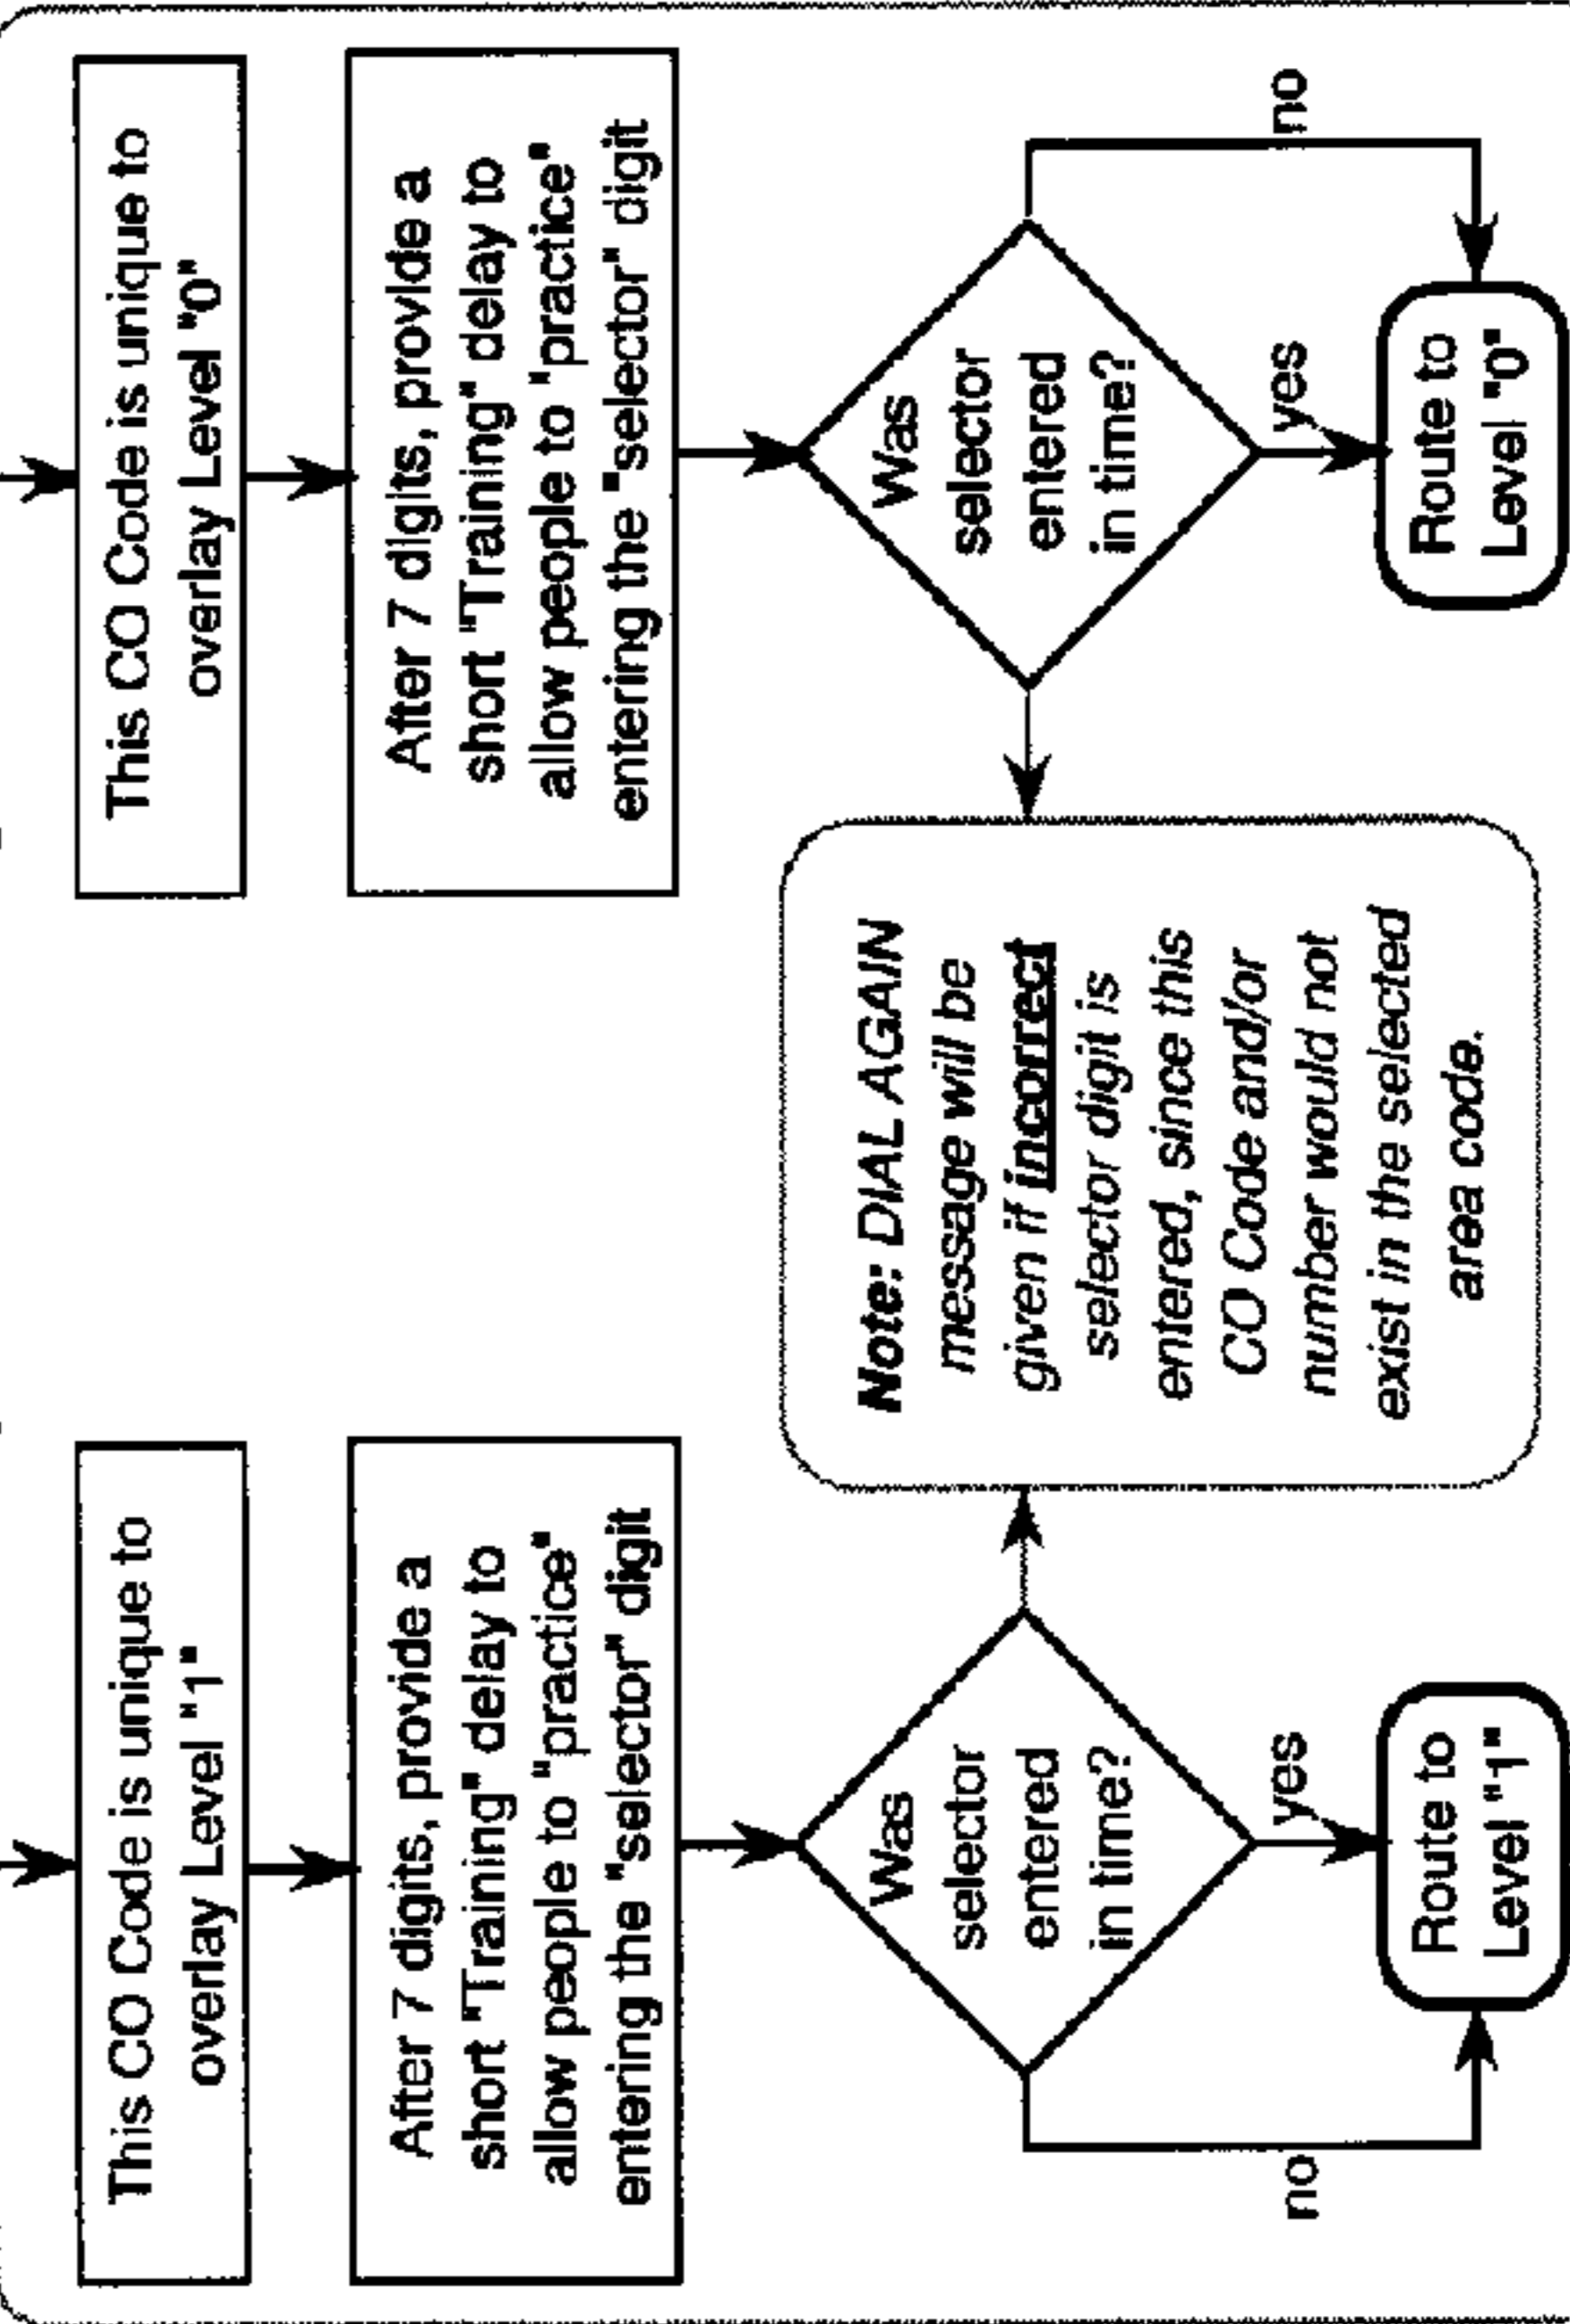 This CO Code is unique to
overlay Level "1"
After 7 digits, provide a
short "Training" delay to
allow people to "practice"
entering the "selector" digit
Was
selector
entered
in time?
no
yes
Route to
Level "1"
Note: DIAL AGAIN
message will be
given if incorrect
selector digit is
entered, since this
CO Code and/or
number would not
exist in the selected
area code.
This CO Code is unique to
overlay Level "0"
After 7 digits, provide a
short "Training" delay to
allow people to "practice"
entering the "selector" digit
Was
selector
entered
in time?
no
yes
Route to
Level "0"